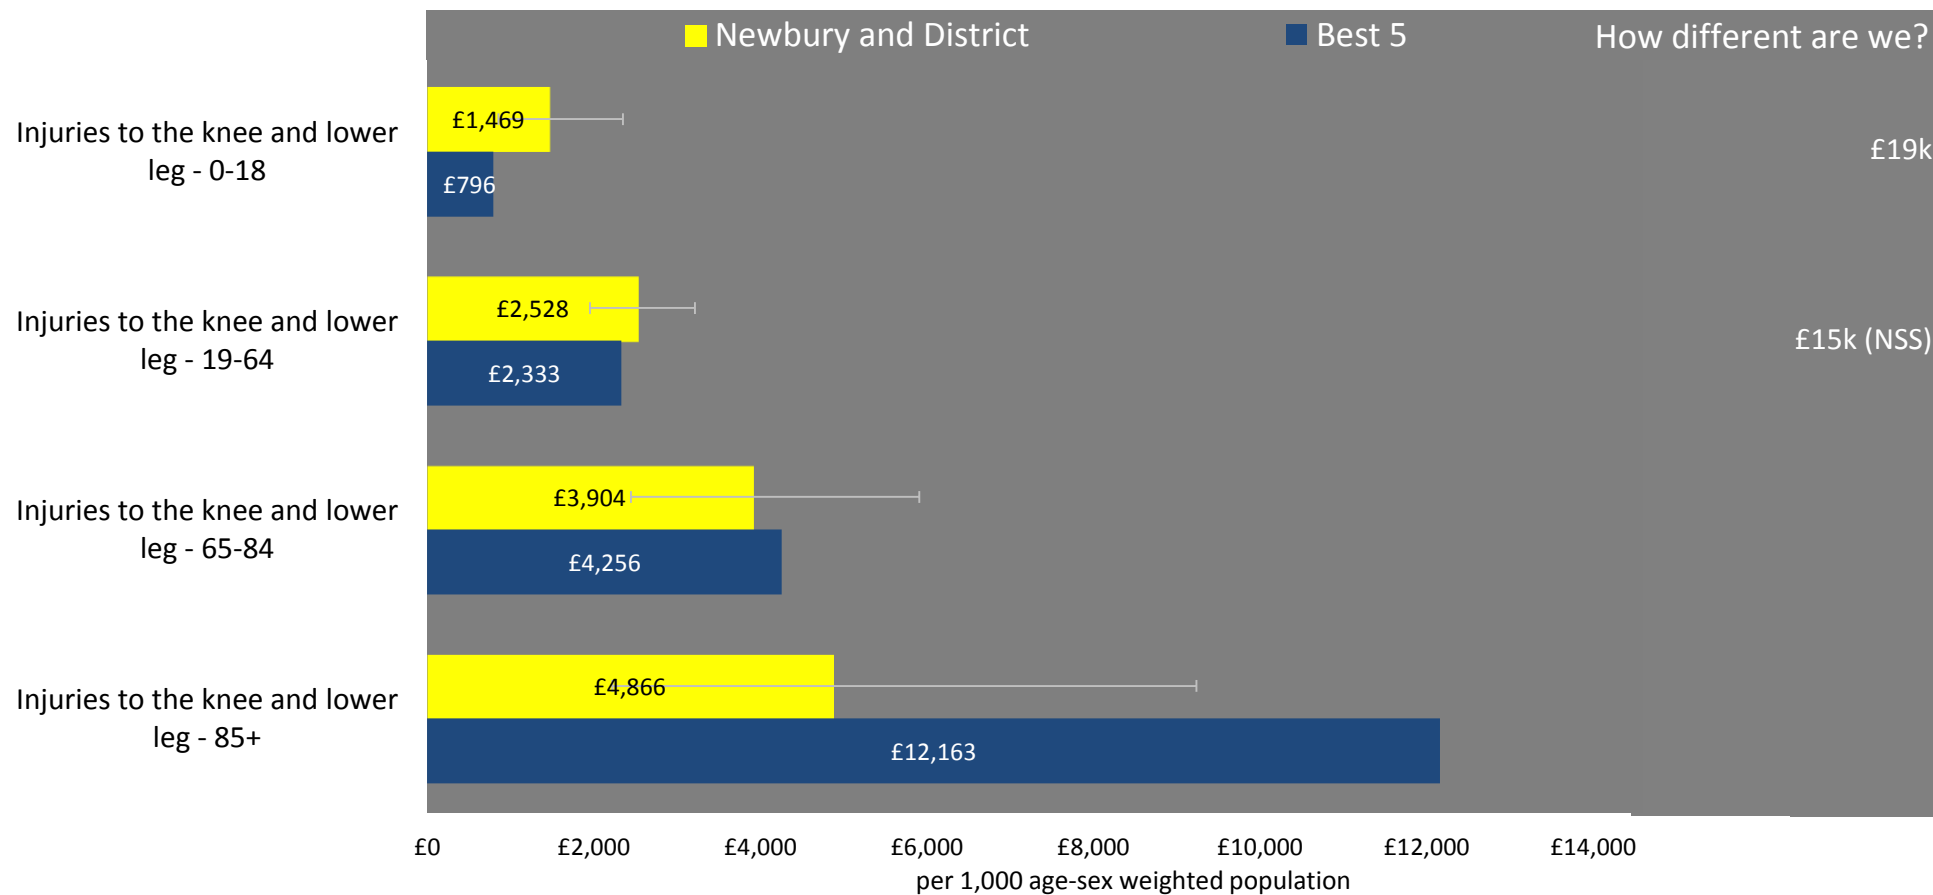 Newbury and District
Best 5
How different are we?
Injuries to the knee and lower
leg - 0-18
£1,469
£796
£19k
Injuries to the knee and lower
leg - 19-64
£2,528
£2,333
£15k (NSS)
Injuries to the knee and lower
leg - 65-84
£3,904
£4,256
Injuries to the knee and lower
leg - 85+
£4,866
£12,163
£0 £2,000 £4,000 £6,000 £8,000 £10,000 £12,000 £14,000
per 1,000 age-sex weighted population